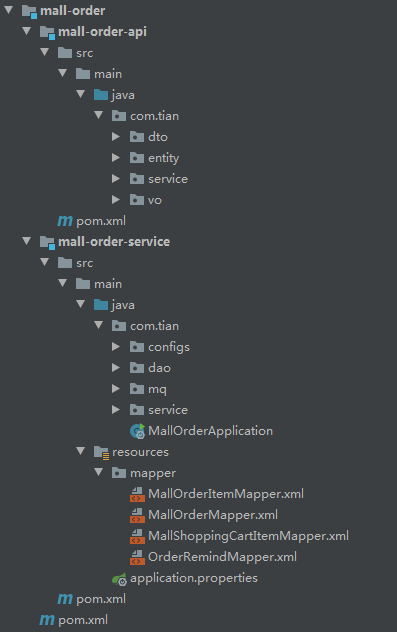 mall-order
mall-order-api
src
main
java
com.tian
dto
entity
service
vo
pom.xml
mall-order-service
src
main
java
com.tian
configs
dao
mq
service
MallOrderApplication
resources
mapper
MallOrderItemMapper.xml
MallOrderMapper.xml
MallShoppingCartItemMapper.xml
OrderRemindMapper.xml
application.properties
pom.xml
pom.xml